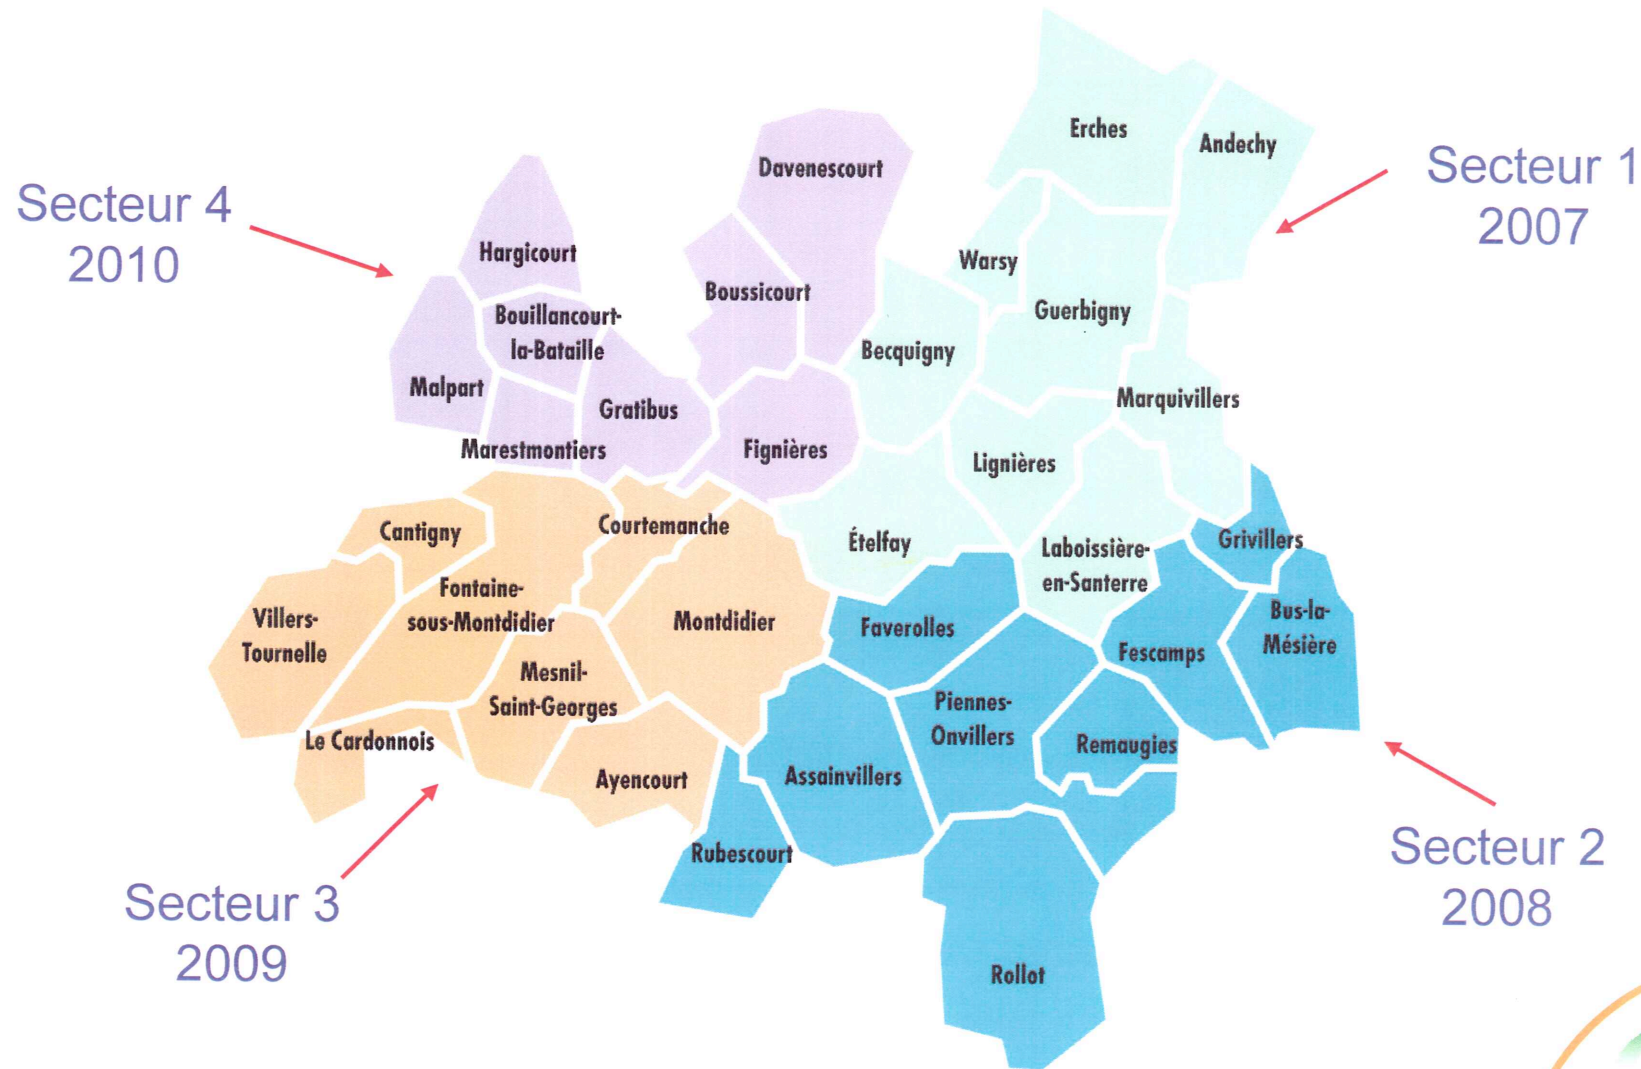 Erches
Andechy
Secteur 1
2007
Davenescourt
Secteur 4
2010
Hargicourt
Warsy
Boussicourt
Guerbigny
Bouillancourt-
la-Bataille
Becquigny
Malpart
Marquivillers
Gratibus
Marestmontiers
Fignières
Lignières
Cantigny
Courtemanche
Ételfay
Laboissière-
en-Santerre
Grivillers
Fontaine-
sous-Montdidier
Villers-
Tournelle
Montdidier
Faverolles
Fescamps
Bus-la-
Mésière
Mesnil-
Saint-Georges
Piennes-
Onvillers
Le Cardonnois
Remaugies
Ayencourt
Assainvillers
Rubescourt
Secteur 2
2008
Secteur 3
2009
Rollot